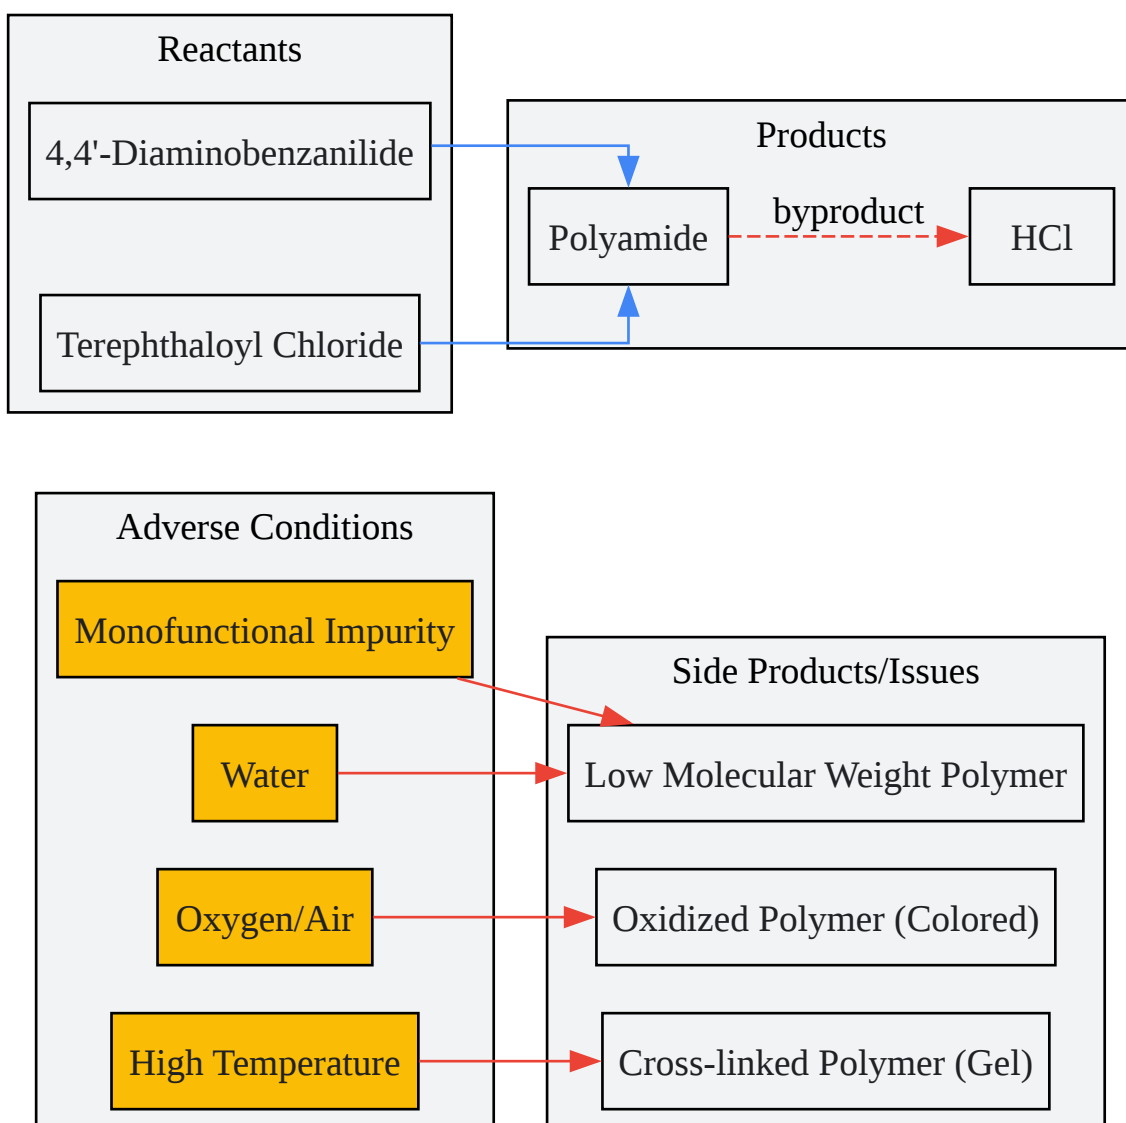 Reactants
4,4'-Diaminobenzanilide
Terephthaloyl Chloride
Products
Polyamide
byproduct
HCl
Adverse Conditions
Monofunctional Impurity
Water
Oxygen/Air
High Temperature
Side Products/Issues
Low Molecular Weight Polymer
Oxidized Polymer (Colored)
Cross-linked Polymer (Gel)